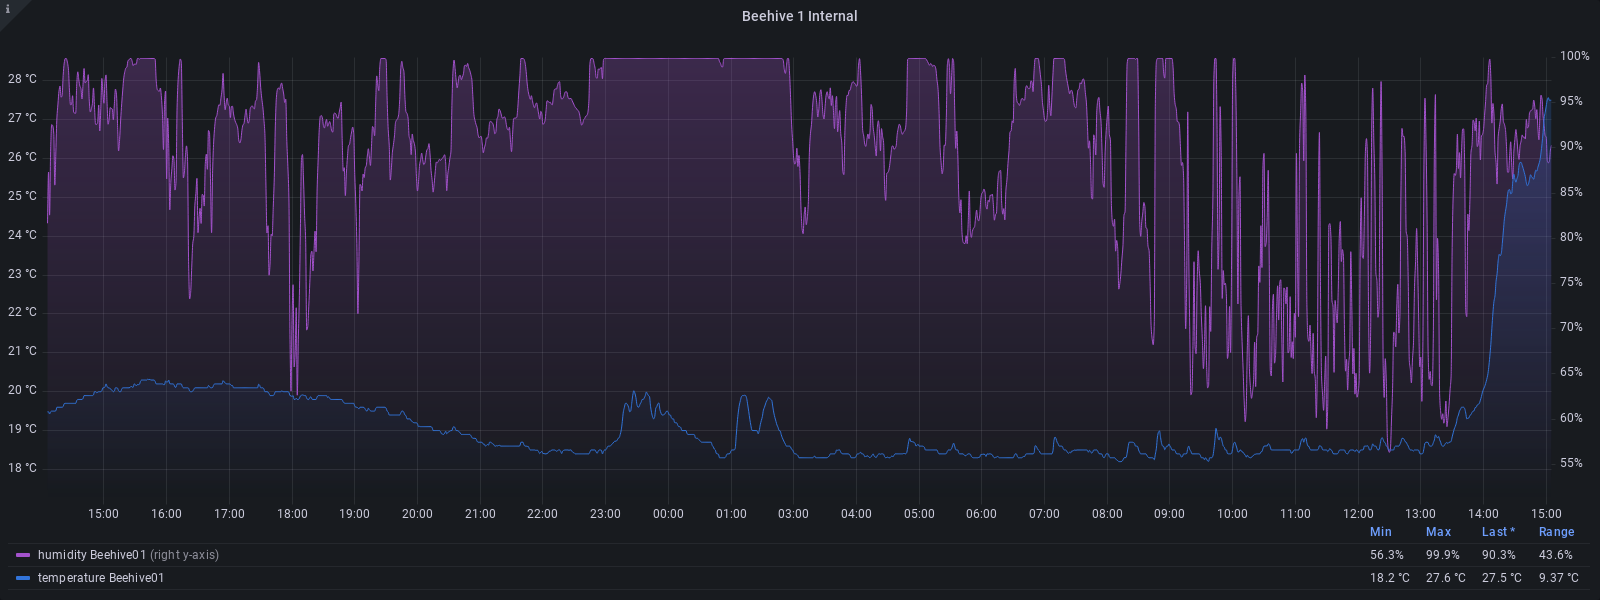 i
Beehive 1 Internal
28 °C
27 °C
26 °C
25 °C
24 °C
23 °C
22 °C
21 °C
20 °C
19 °C
18 °C
100%
95%
90%
85%
80%
75%
70%
65%
60%
55%
15:00 16:00 17:00 18:00 19:00 20:00 21:00 22:00 23:00 00:00 01:00 03:00 04:00 05:00 06:00 07:00 08:00 09:00 10:00 11:00 12:00 13:00 14:00 15:00
Min Max Last * Range
humidity Beehive01 (right y-axis) 56.3% 99.9% 90.3% 43.6%
temperature Beehive01 18.2 °C 27.6 °C 27.5 °C 9.37 °C